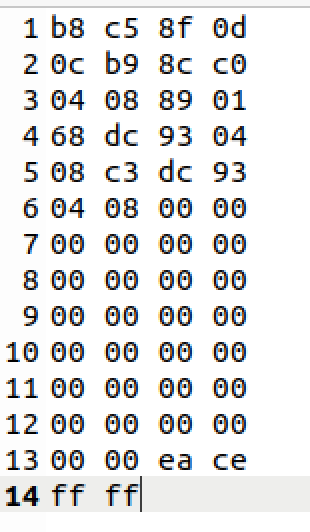 1 b8 c5 8f 0d
2 0c b9 8c c0
3 04 08 89 01
4 68 dc 93 04
5 08 c3 dc 93
6 04 08 00 00
7 00 00 00 00
8 00 00 00 00
9 00 00 00 00
10 00 00 00 00
11 00 00 00 00
12 00 00 00 00
13 00 00 ea ce
14 ff ff